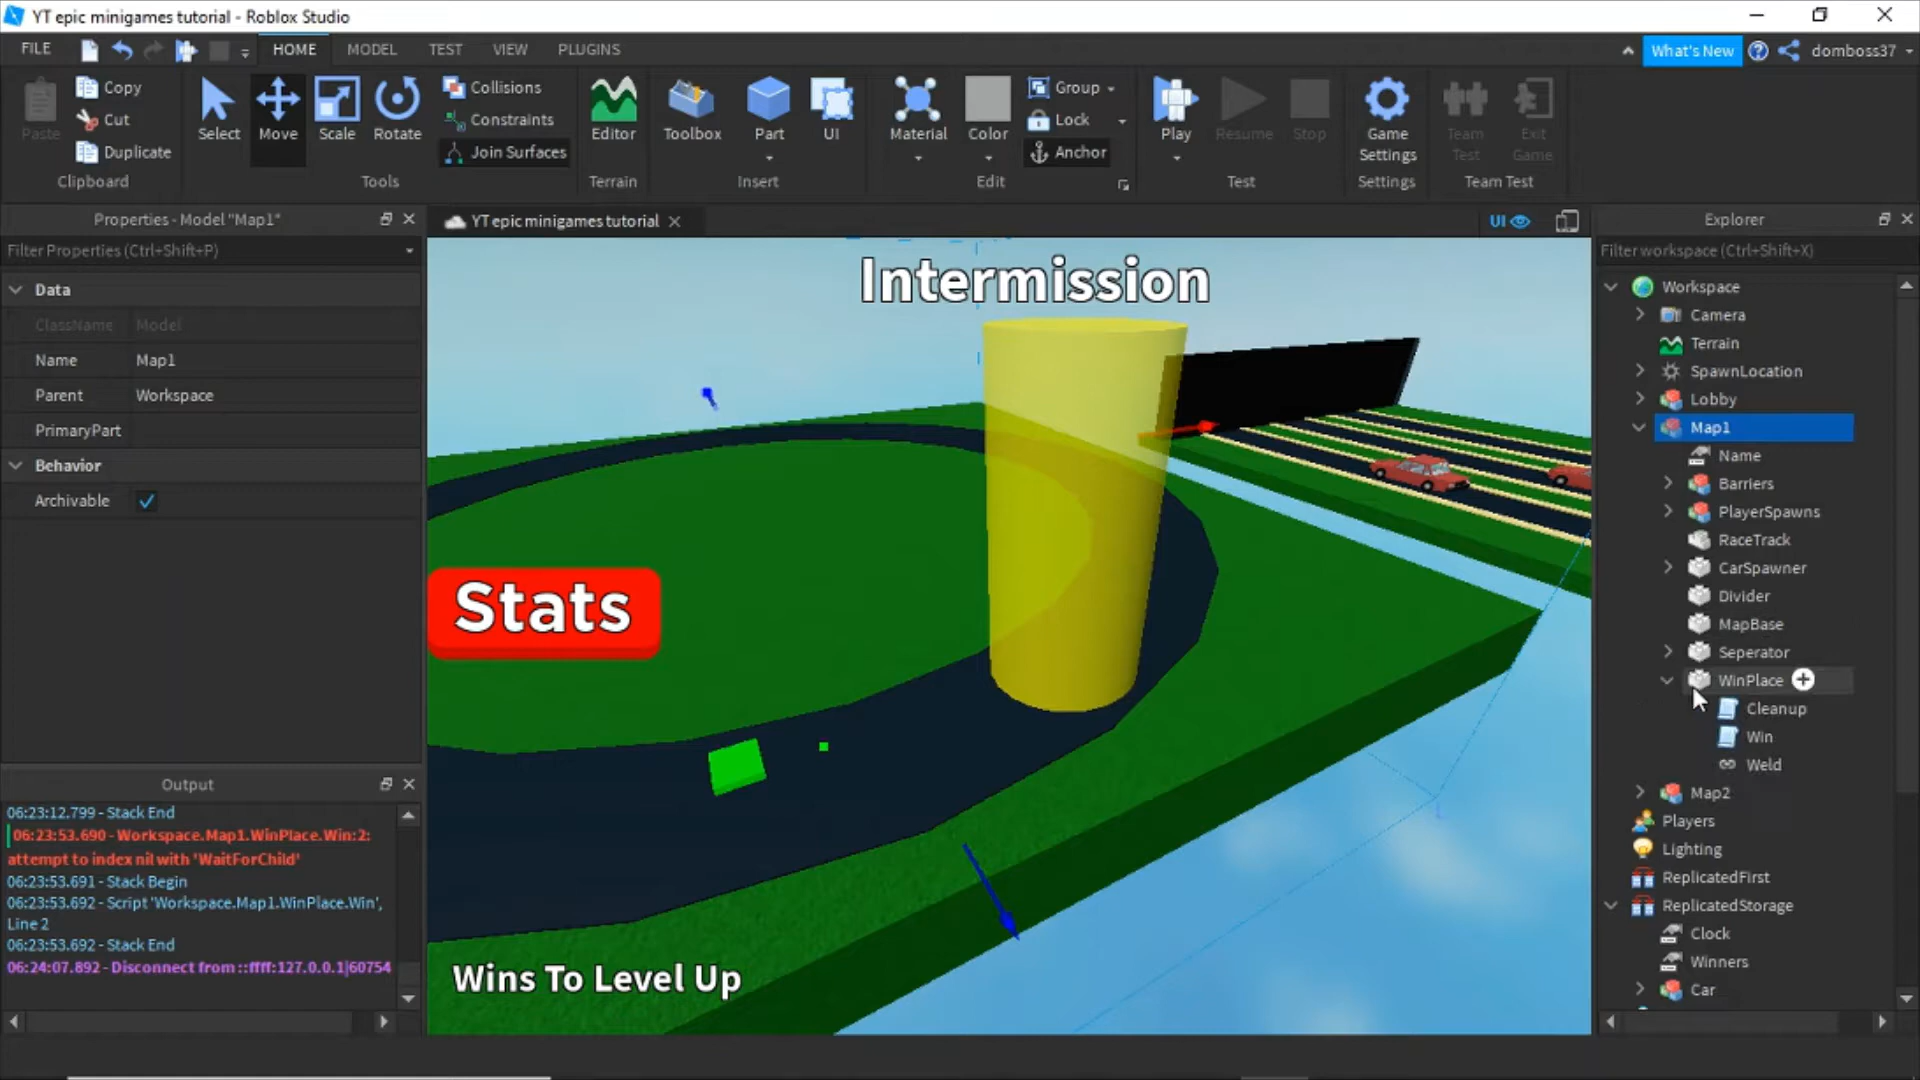 YT epic minigames tutorial - Roblox Studio
FILE
HOME
MODEL
TEST
VIEW
PLUGINS
What's New
domboss37
Paste
Copy
Cut
Duplicate
Clipboard
Select
Move
Scale
Rotate
Collisions
Constraints
Join Surfaces
Tools
Editor
Terrain
Toolbox
Part
UI
Insert
Material
Color
Group
Lock
Anchor
Edit
Play
Resume
Stop
Test
Game
Settings
Settings
Team
Test
Exit
Game
Team Test
Properties - Model "Map1"
Filter Properties (Ctrl+Shift+P)
Data
ClassName Model
Name Map1
Parent Workspace
PrimaryPart
Behavior
Archivable
Output
06:23:12.799 - Stack End
06:23:53.690 - Workspace.Map1.WinPlace.Win:2:
attempt to index nil with 'WaitForChild'
06:23:53.691 - Stack Begin
06:23:53.692 - Script 'Workspace.Map1.WinPlace.Win',
Line 2
06:23:53.692 - Stack End
06:24:07.892 - Disconnect from ::ffff:127.0.0.1|60754
YT epic minigames tutorial
UI
Intermission
Stats
Wins To Level Up
Explorer
Filter workspace (Ctrl+Shift+X)
Workspace
Camera
Terrain
SpawnLocation
Lobby
Map1
Name
Barriers
PlayerSpawns
RaceTrack
CarSpawner
Divider
MapBase
Seperator
WinPlace
Cleanup
Win
Weld
Map2
Players
Lighting
ReplicatedFirst
ReplicatedStorage
Clock
Winners
Car